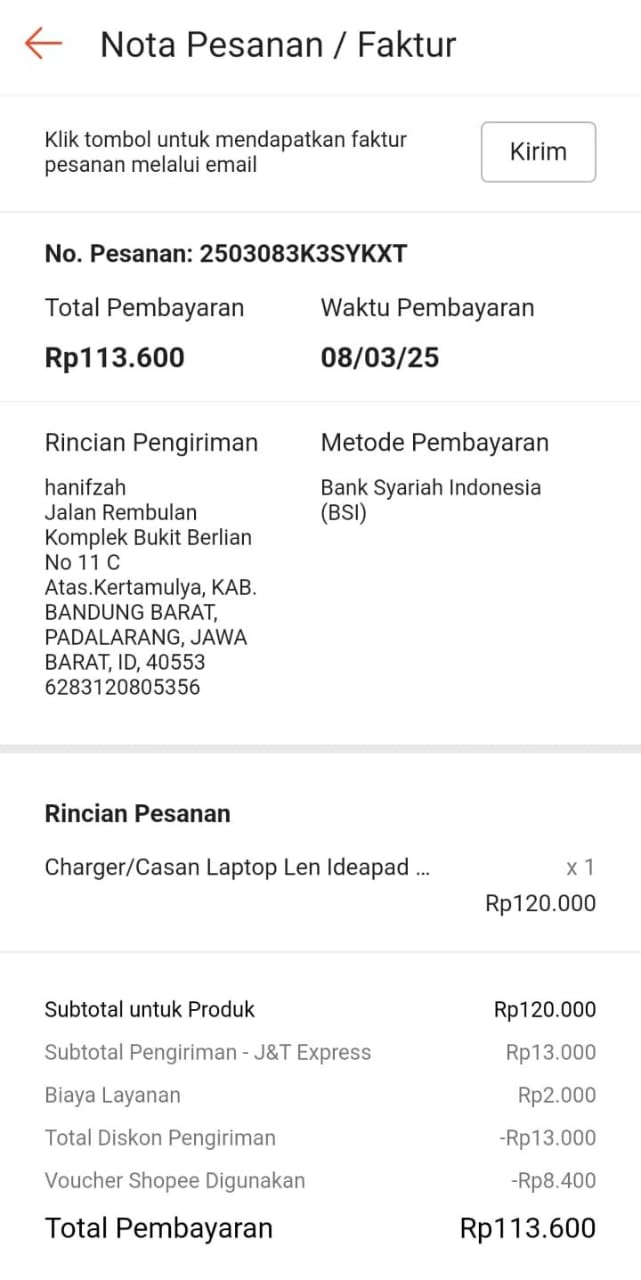 Nota Pesanan / Faktur
Klik tombol untuk mendapatkan faktur
pesanan melalui email
Kirim
No. Pesanan: 2503083K3SYKXT
Total Pembayaran
Waktu Pembayaran
Rp113.600
08/03/25
Rincian Pengiriman
Metode Pembayaran
hanifzah
Jalan Rembulan
Komplek Bukit Berlian
No 11 C
Atas.Kertamulya, KAB.
BANDUNG BARAT,
PADALARANG, JAWA
BARAT, ID, 40553
6283120805356
Bank Syariah Indonesia
(BSI)
Rincian Pesanan
Charger/Casan Laptop Len Ideapad ...
x 1
Rp120.000
Subtotal untuk Produk Rp120.000
Subtotal Pengiriman - J&T Express Rp13.000
Biaya Layanan Rp2.000
Total Diskon Pengiriman -Rp13.000
Voucher Shopee Digunakan -Rp8.400
Total Pembayaran Rp113.600